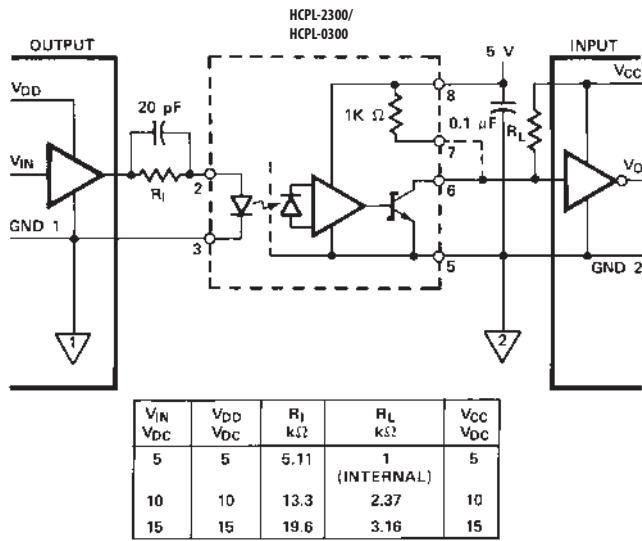 HCPL-2300/
HCPL-0300
OUTPUT
INPUT
5 V
VDD
VCC
20 pF
8
1K Ω
0.1 μF
RL
7
VIN
RI
2
6
VO
GND 1
3
5
GND 2
1
2
VIN VDC
VDD VDC
RI kΩ
RL kΩ
VCC VDC
5 5 5.11 1 (INTERNAL) 5
10 10 13.3 2.37 10
15 15 19.6 3.16 15